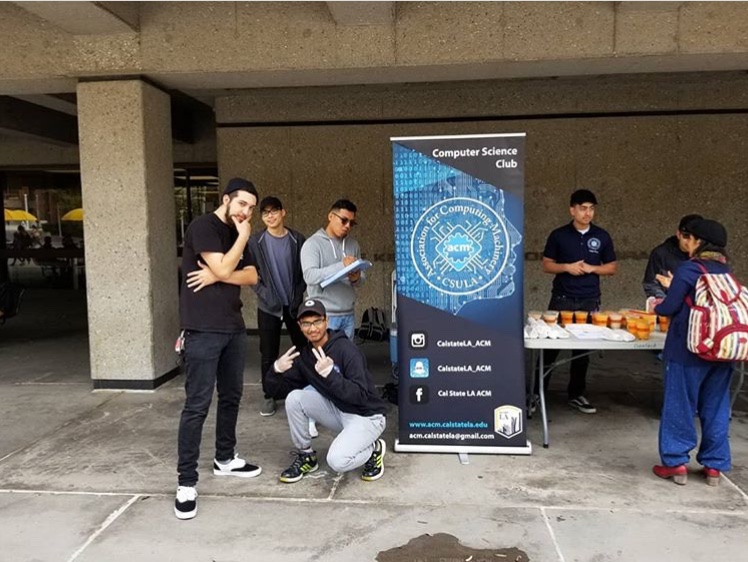 Computer Science
Club
Association for Computing Machinery
acm
CSULA
CalstateLA_ACM
CalstateLA_ACM
Cal State LA ACM
www.acm.calstatela.edu
acm.calstatela@gmail.com
LA